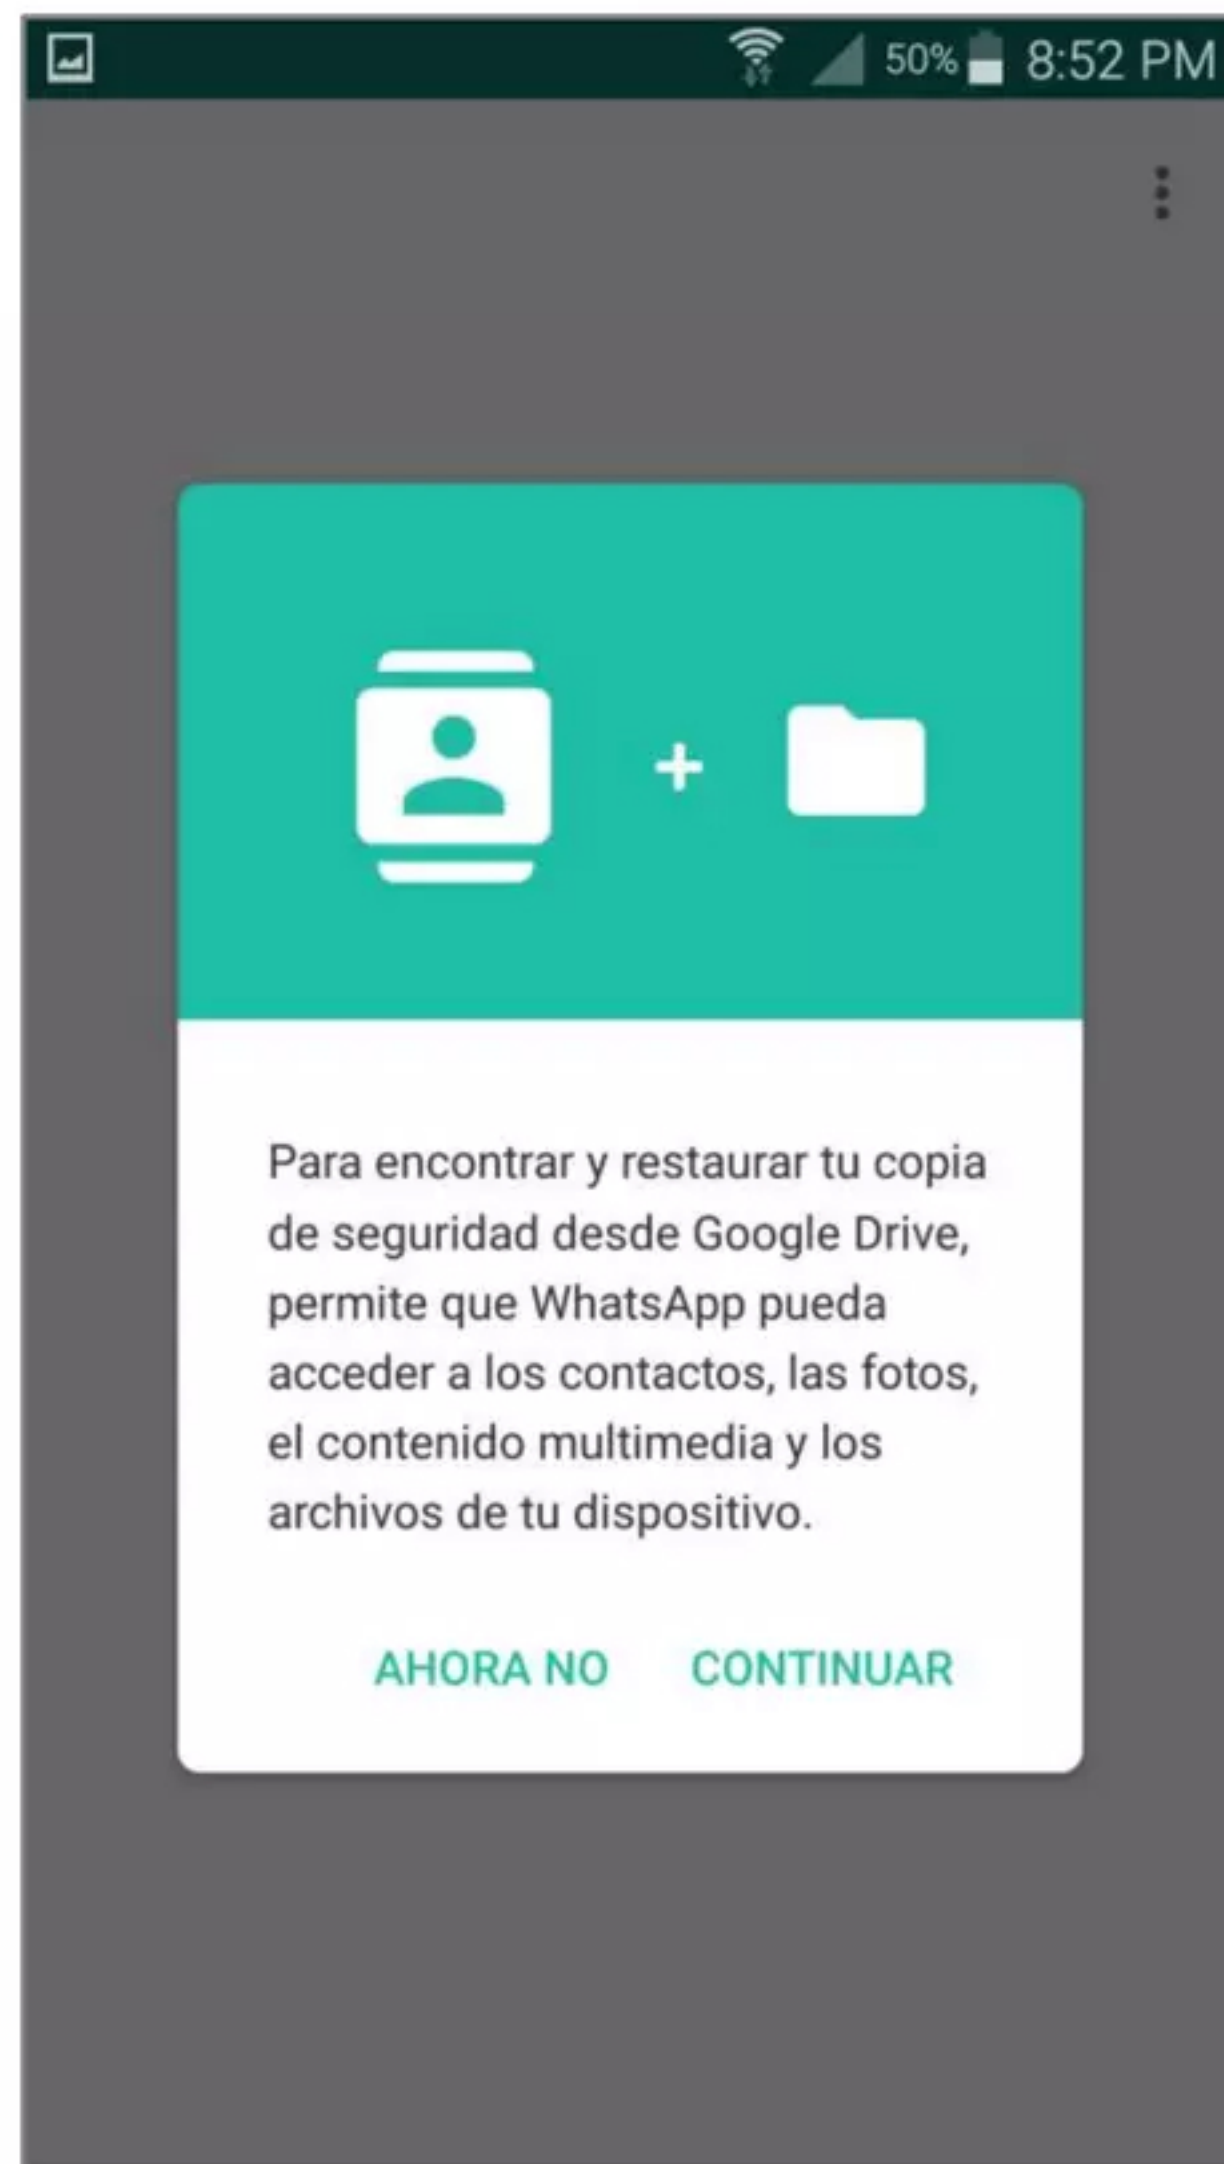 50% 8:52 PM
Para encontrar y restaurar tu copia
de seguridad desde Google Drive,
permite que WhatsApp pueda
acceder a los contactos, las fotos,
el contenido multimedia y los
archivos de tu dispositivo.
AHORA NO CONTINUAR